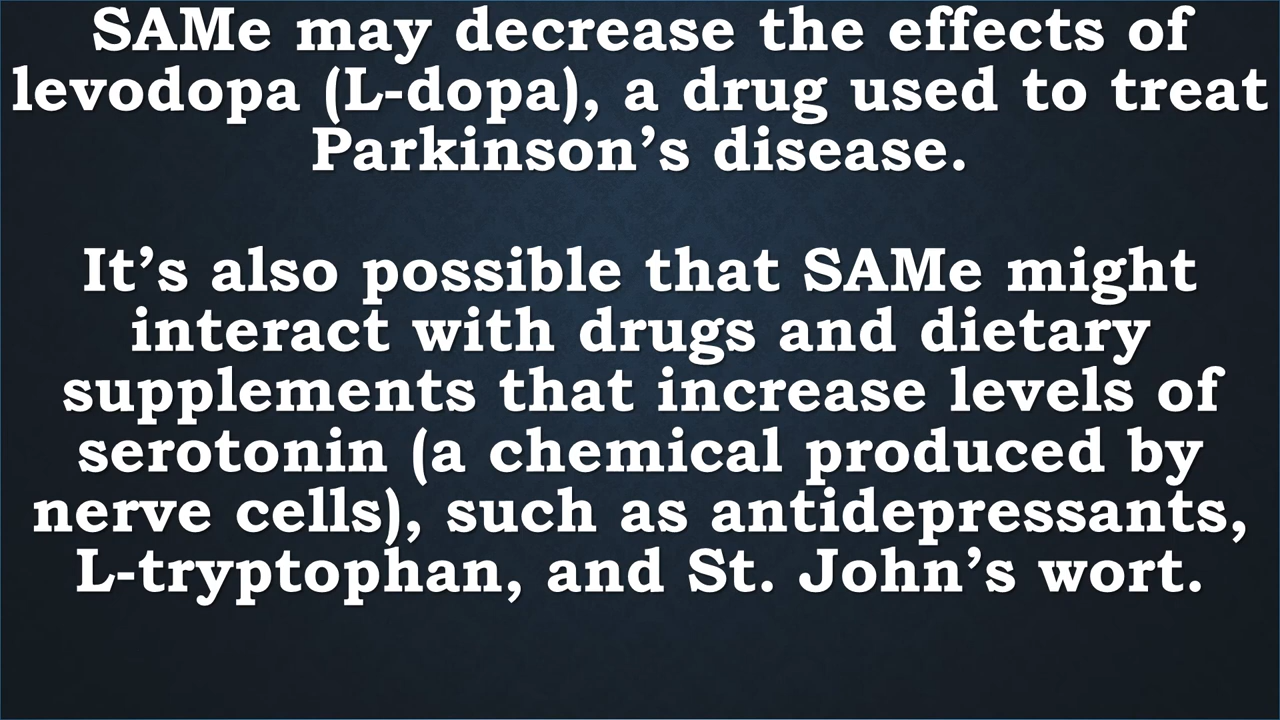 SAMe may decrease the effects of
levodopa (L-dopa), a drug used to treat
Parkinson’s disease.
It’s also possible that SAMe might
interact with drugs and dietary
supplements that increase levels of
serotonin (a chemical produced by
nerve cells), such as antidepressants,
L-tryptophan, and St. John’s wort.